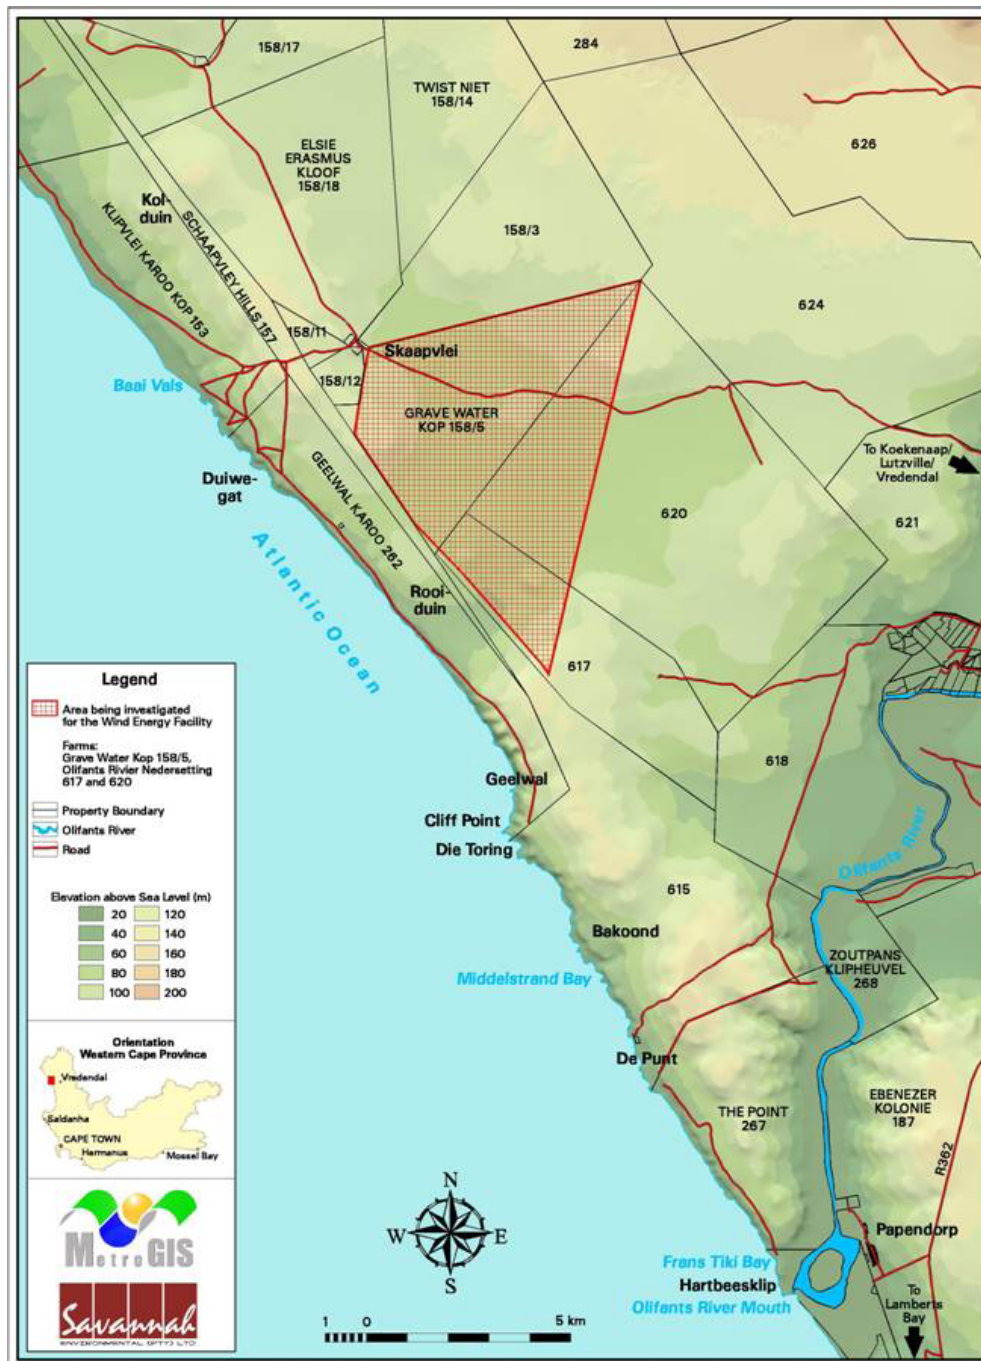 158/17
284
TWIST NIET
158/14
626
ELSIE
ERASMUS
KLOOF
158/18
Kol-
duin
158/3
SCHAAPVLEY HILLS 157
KLIPVLEI KAROO KOP 153
624
158/11
Skaapvlei
158/12
Baai Vals
GRAVE WATER
KOP 158/5
To Koekenaap/
Lutzville/
Vredendal
Duiwe-
gat
GEELWAL KAROO 262
620
621
Atlantic Ocean
Rooi-
duin
617
Legend
Area being investigated
for the Wind Energy Facility
Farms:
Grave Water Kop 158/5,
Olifants Rivier Nedersetting
617 and 620
Property Boundary
Olifants River
Road
Elevation above Sea Level (m)
20 120
40 140
60 160
80 180
100 200
618
Geelwal
Cliff Point
Die Toring
Olifants River
615
Bakoond
Middelstrand Bay
ZOUTPANS
KLIPHEUVEL
268
De Punt
Orientation
Western Cape Province
Vredendal
Saldanha
CAPE TOWN
Hermanus
Mossel Bay
THE POINT
267
EBENEZER
KOLONIE
187
R362
MetroGIS
Savannah
ENVIRONMENTAL (PTY) LTD
N
W E
S
Papendorp
Frans Tiki Bay
Hartbeesklip
Olifants River Mouth
To
Lamberts
Bay
1 0 5 km